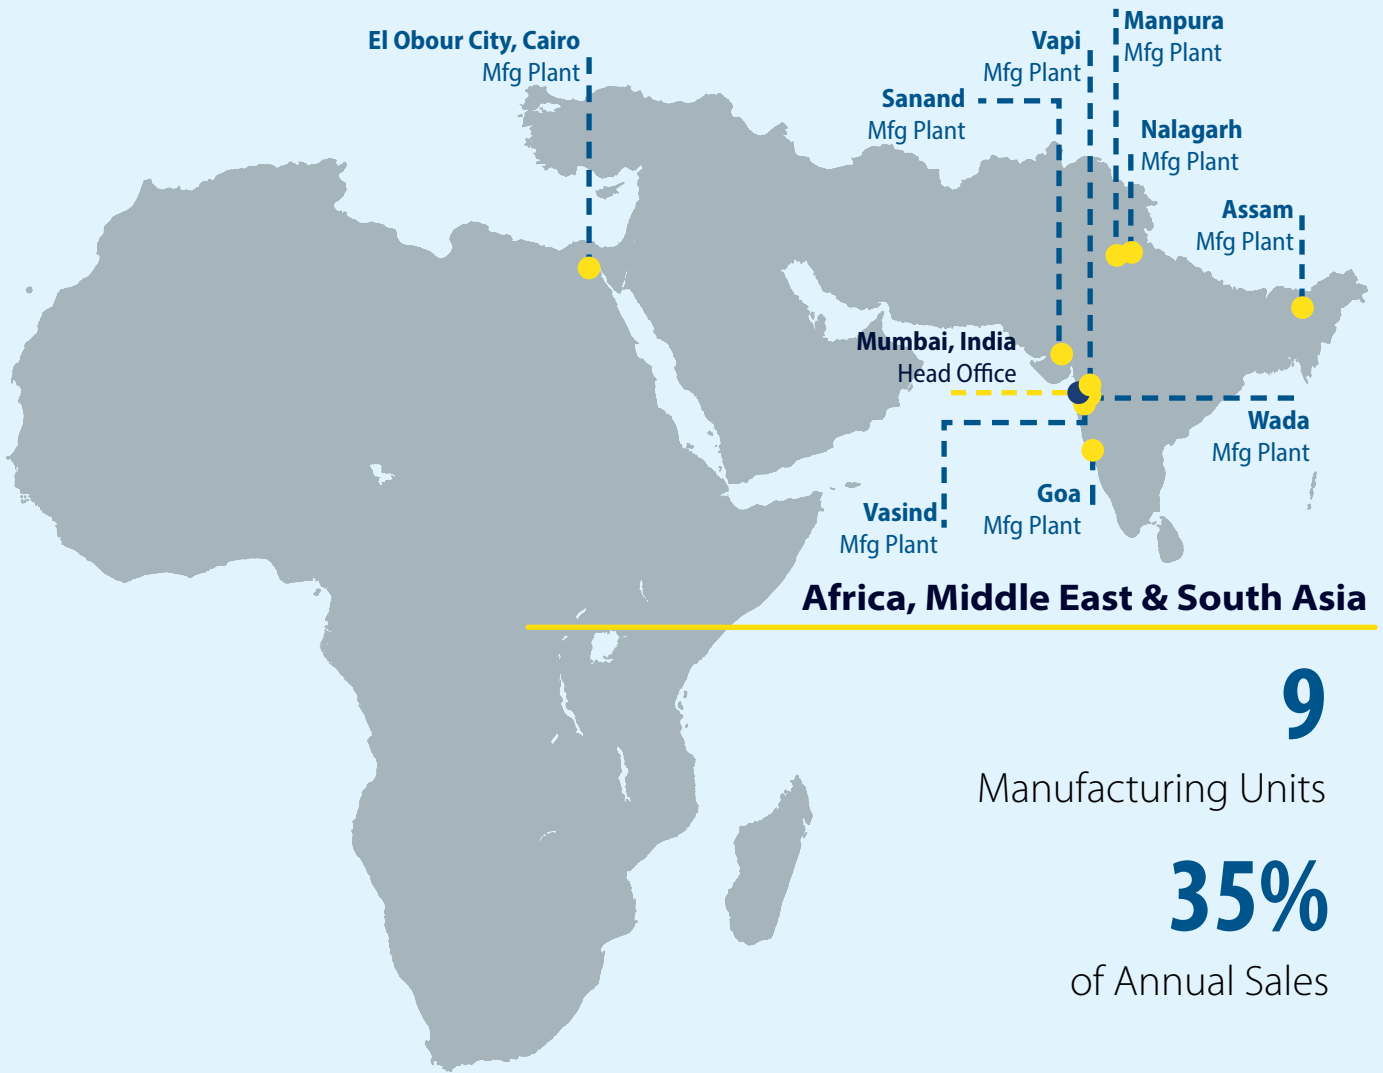 El Obour City, Cairo
Mfg Plant
Sanand
Mfg Plant
Vapi
Mfg Plant
Manpura
Mfg Plant
Nalagarh
Mfg Plant
Assam
Mfg Plant
Mumbai, India
Head Office
Wada
Mfg Plant
Vasind
Mfg Plant
Goa
Mfg Plant
Africa, Middle East & South Asia
9
Manufacturing Units
35%
of Annual Sales